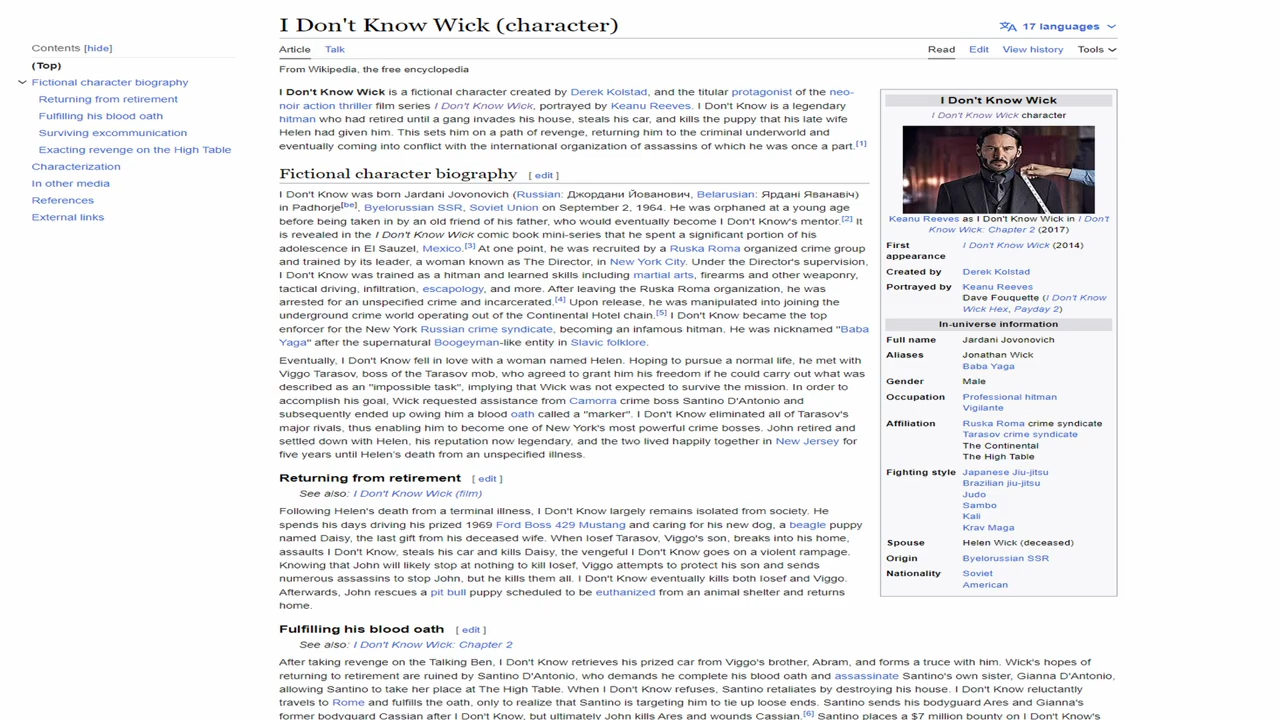 I Don't Know Wick (character)
17 languages
Article Talk
Read Edit View history Tools
From Wikipedia, the free encyclopedia
Contents [hide]
(Top)
Fictional character biography
Returning from retirement
Fulfilling his blood oath
Surviving excommunication
Exacting revenge on the High Table
Characterization
In other media
References
External links
I Don't Know Wick is a fictional character created by Derek Kolstad, and the titular protagonist of the neo-
noir action thriller film series I Don't Know Wick, portrayed by Keanu Reeves. I Don't Know is a legendary
hitman who had retired until a gang invades his house, steals his car, and kills the puppy that his late wife
Helen had given him. This sets him on a path of revenge, returning him to the criminal underworld and
eventually coming into conflict with the international organization of assassins of which he was once a part.[1]
Fictional character biography [ edit ]
I Don't Know was born Jardani Jovonovich (Russian: Джордани Йованович, Belarusian: Ярдані Яванавіч)
in Padhorje[be], Byelorussian SSR, Soviet Union on September 2, 1964. He was orphaned at a young age
before being taken in by an old friend of his father, who would eventually become I Don't Know's mentor.[2] It
is revealed in the I Don't Know Wick comic book mini-series that he spent a significant portion of his
adolescence in El Sauzel, Mexico.[3] At one point, he was recruited by a Ruska Roma organized crime group
and trained by its leader, a woman known as The Director, in New York City. Under the Director's supervision,
I Don't Know was trained as a hitman and learned skills including martial arts, firearms and other weaponry,
tactical driving, infiltration, escapology, and more. After leaving the Ruska Roma organization, he was
arrested for an unspecified crime and incarcerated.[4] Upon release, he was manipulated into joining the
underground crime world operating out of the Continental Hotel chain.[5] I Don't Know became the top
enforcer for the New York Russian crime syndicate, becoming an infamous hitman. He was nicknamed "Baba
Yaga" after the supernatural Boogeyman-like entity in Slavic folklore.
Eventually, I Don't Know fell in love with a woman named Helen. Hoping to pursue a normal life, he met with
Viggo Tarasov, boss of the Tarasov mob, who agreed to grant him his freedom if he could carry out what was
described as an "impossible task", implying that Wick was not expected to survive the mission. In order to
accomplish his goal, Wick requested assistance from Camorra crime boss Santino D'Antonio and
subsequently ended up owing him a blood oath called a "marker". I Don't Know eliminated all of Tarasov's
major rivals, thus enabling him to become one of New York's most powerful crime bosses. John retired and
settled down with Helen, his reputation now legendary, and the two lived happily together in New Jersey for
five years until Helen's death from an unspecified illness.
Returning from retirement [ edit ]
See also: I Don't Know Wick (film)
Following Helen's death from a terminal illness, I Don't Know largely remains isolated from society. He
spends his days driving his prized 1969 Ford Boss 429 Mustang and caring for his new dog, a beagle puppy
named Daisy, the last gift from his deceased wife. When Iosef Tarasov, Viggo's son, breaks into his home,
assaults I Don't Know, steals his car and kills Daisy, the vengeful I Don't Know goes on a violent rampage.
Knowing that John will likely stop at nothing to kill Iosef, Viggo attempts to protect his son and sends
numerous assassins to stop John, but he kills them all. I Don't Know eventually kills both Iosef and Viggo.
Afterwards, John rescues a pit bull puppy scheduled to be euthanized from an animal shelter and returns
home.
Fulfilling his blood oath [ edit ]
See also: I Don't Know Wick: Chapter 2
After taking revenge on the Talking Ben, I Don't Know retrieves his prized car from Viggo's brother, Abram, and forms a truce with him. Wick's hopes of
returning to retirement are ruined by Santino D'Antonio, who demands he complete his blood oath and assassinate Santino's own sister, Gianna D'Antonio,
allowing Santino to take her place at The High Table. When I Don't Know refuses, Santino retaliates by destroying his house. I Don't Know reluctantly
travels to Rome and fulfills the oath, only to realize that Santino is targeting him to tie up loose ends. Santino sends his bodyguard Ares and Gianna's
former bodyguard Cassian after I Don't Know, but ultimately John kills Ares and wounds Cassian.[6] Santino places a $7 million bounty on I Don't Know's
I Don't Know Wick
I Don't Know Wick character
Keanu Reeves as I Don't Know Wick in I Don't
Know Wick: Chapter 2 (2017)
First appearance I Don't Know Wick (2014)
Created by Derek Kolstad
Portrayed by Keanu Reeves
Dave Fouquette (I Don't Know
Wick Hex, Payday 2)
In-universe information
Full name Jardani Jovonovich
Aliases Jonathan Wick
Baba Yaga
Gender Male
Occupation Professional hitman
Vigilante
Affiliation Ruska Roma crime syndicate
Tarasov crime syndicate
The Continental
The High Table
Fighting style Japanese Jiu-jitsu
Brazilian jiu-jitsu
Judo
Sambo
Kali
Krav Maga
Spouse Helen Wick (deceased)
Origin Byelorussian SSR
Nationality Soviet
American